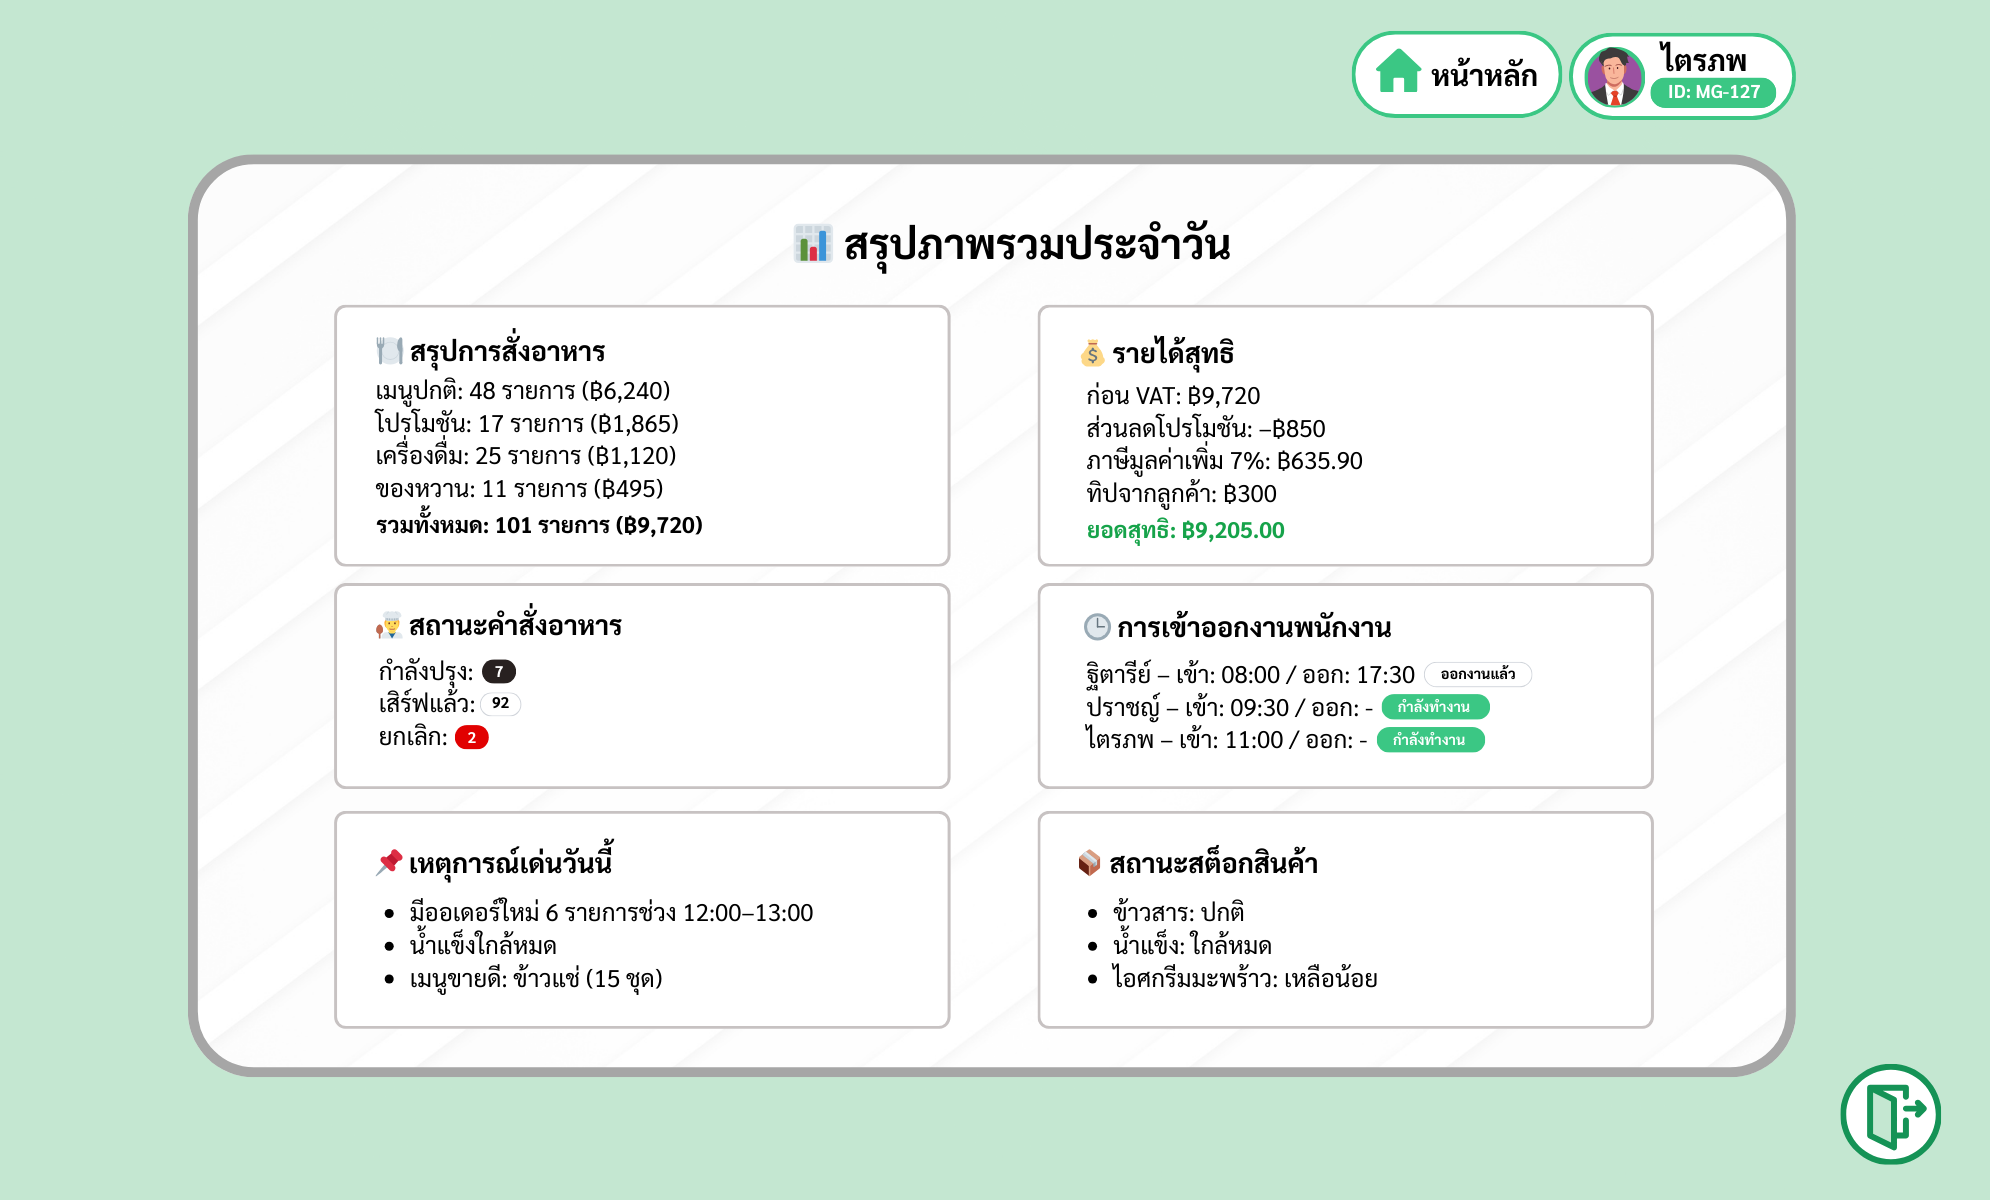 หน้าหลัก
ไตรภพ
ID: MG-127
สรุปภาพรวมประจำวัน
สรุปการสั่งอาหาร
เมนูปกติ: 48 รายการ (฿6,240)
โปรโมชัน: 17 รายการ (฿1,865)
เครื่องดื่ม: 25 รายการ (฿1,120)
ของหวาน: 11 รายการ (฿495)
รวมทั้งหมด: 101 รายการ (฿9,720)
รายได้สุทธิ
ก่อน VAT: ฿9,720
ส่วนลดโปรโมชัน: –฿850
ภาษีมูลค่าเพิ่ม 7%: ฿635.90
ทิปจากลูกค้า: ฿300
ยอดสุทธิ: ฿9,205.00
สถานะคำสั่งอาหาร
กำลังปรุง: 7
เสิร์ฟแล้ว: 92
ยกเลิก: 2
การเข้าออกงานพนักงาน
ฐิตารีย์ – เข้า: 08:00 / ออก: 17:30 ออกงานแล้ว
ปราชญ์ – เข้า: 09:30 / ออก: - กำลังทำงาน
ไตรภพ – เข้า: 11:00 / ออก: - กำลังทำงาน
เหตุการณ์เด่นวันนี้
• มีออเดอร์ใหม่ 6 รายการช่วง 12:00–13:00
• น้ำแข็งใกล้หมด
• เมนูขายดี: ข้าวแช่ (15 ชุด)
สถานะสต็อกสินค้า
• ข้าวสาร: ปกติ
• น้ำแข็ง: ใกล้หมด
• ไอศกรีมมะพร้าว: เหลือน้อย